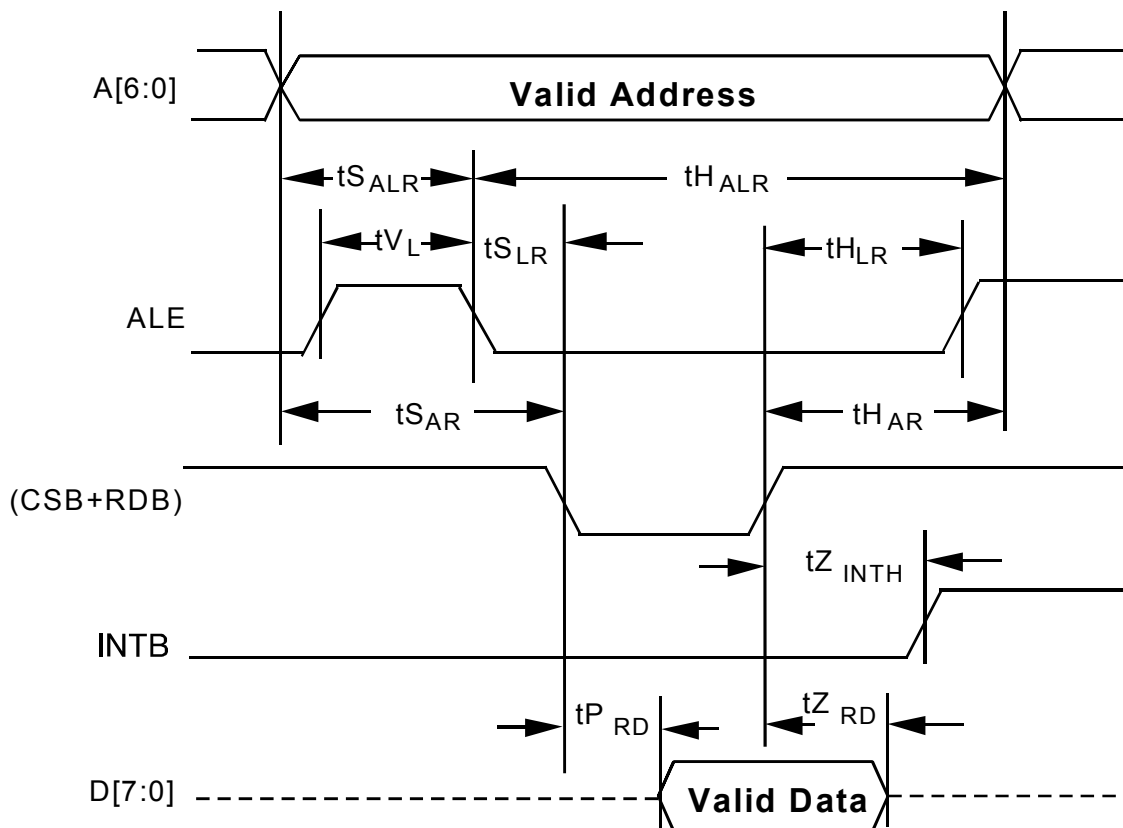 A[6:0]
Valid Address
tS ALR
tH ALR
tV L
tS LR
tH LR
ALE
tS AR
tH AR
(CSB+RDB)
tZ INTH
INTB
tP RD
tZ RD
D[7:0]
Valid Data